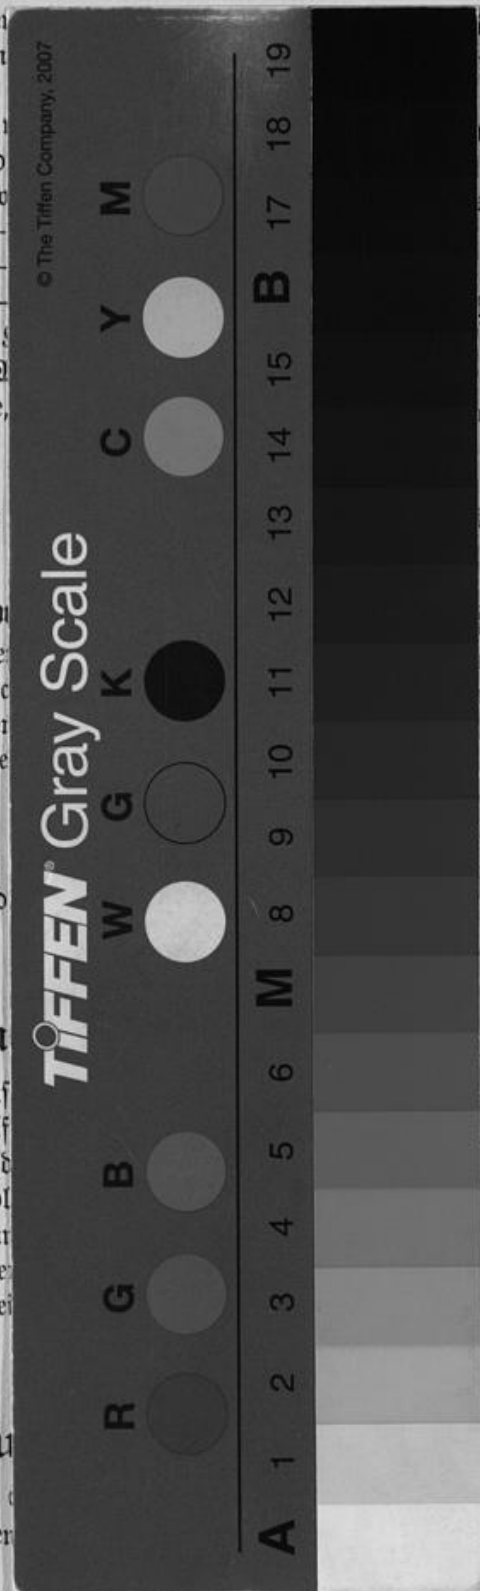 TIFFEN® Gray Scale
© The Tiffen Company, 2007
R G B W G K C Y M
A 1 2 3 4 5 6 M 8 9 10 11 12 13 14 15 B 17 18 19